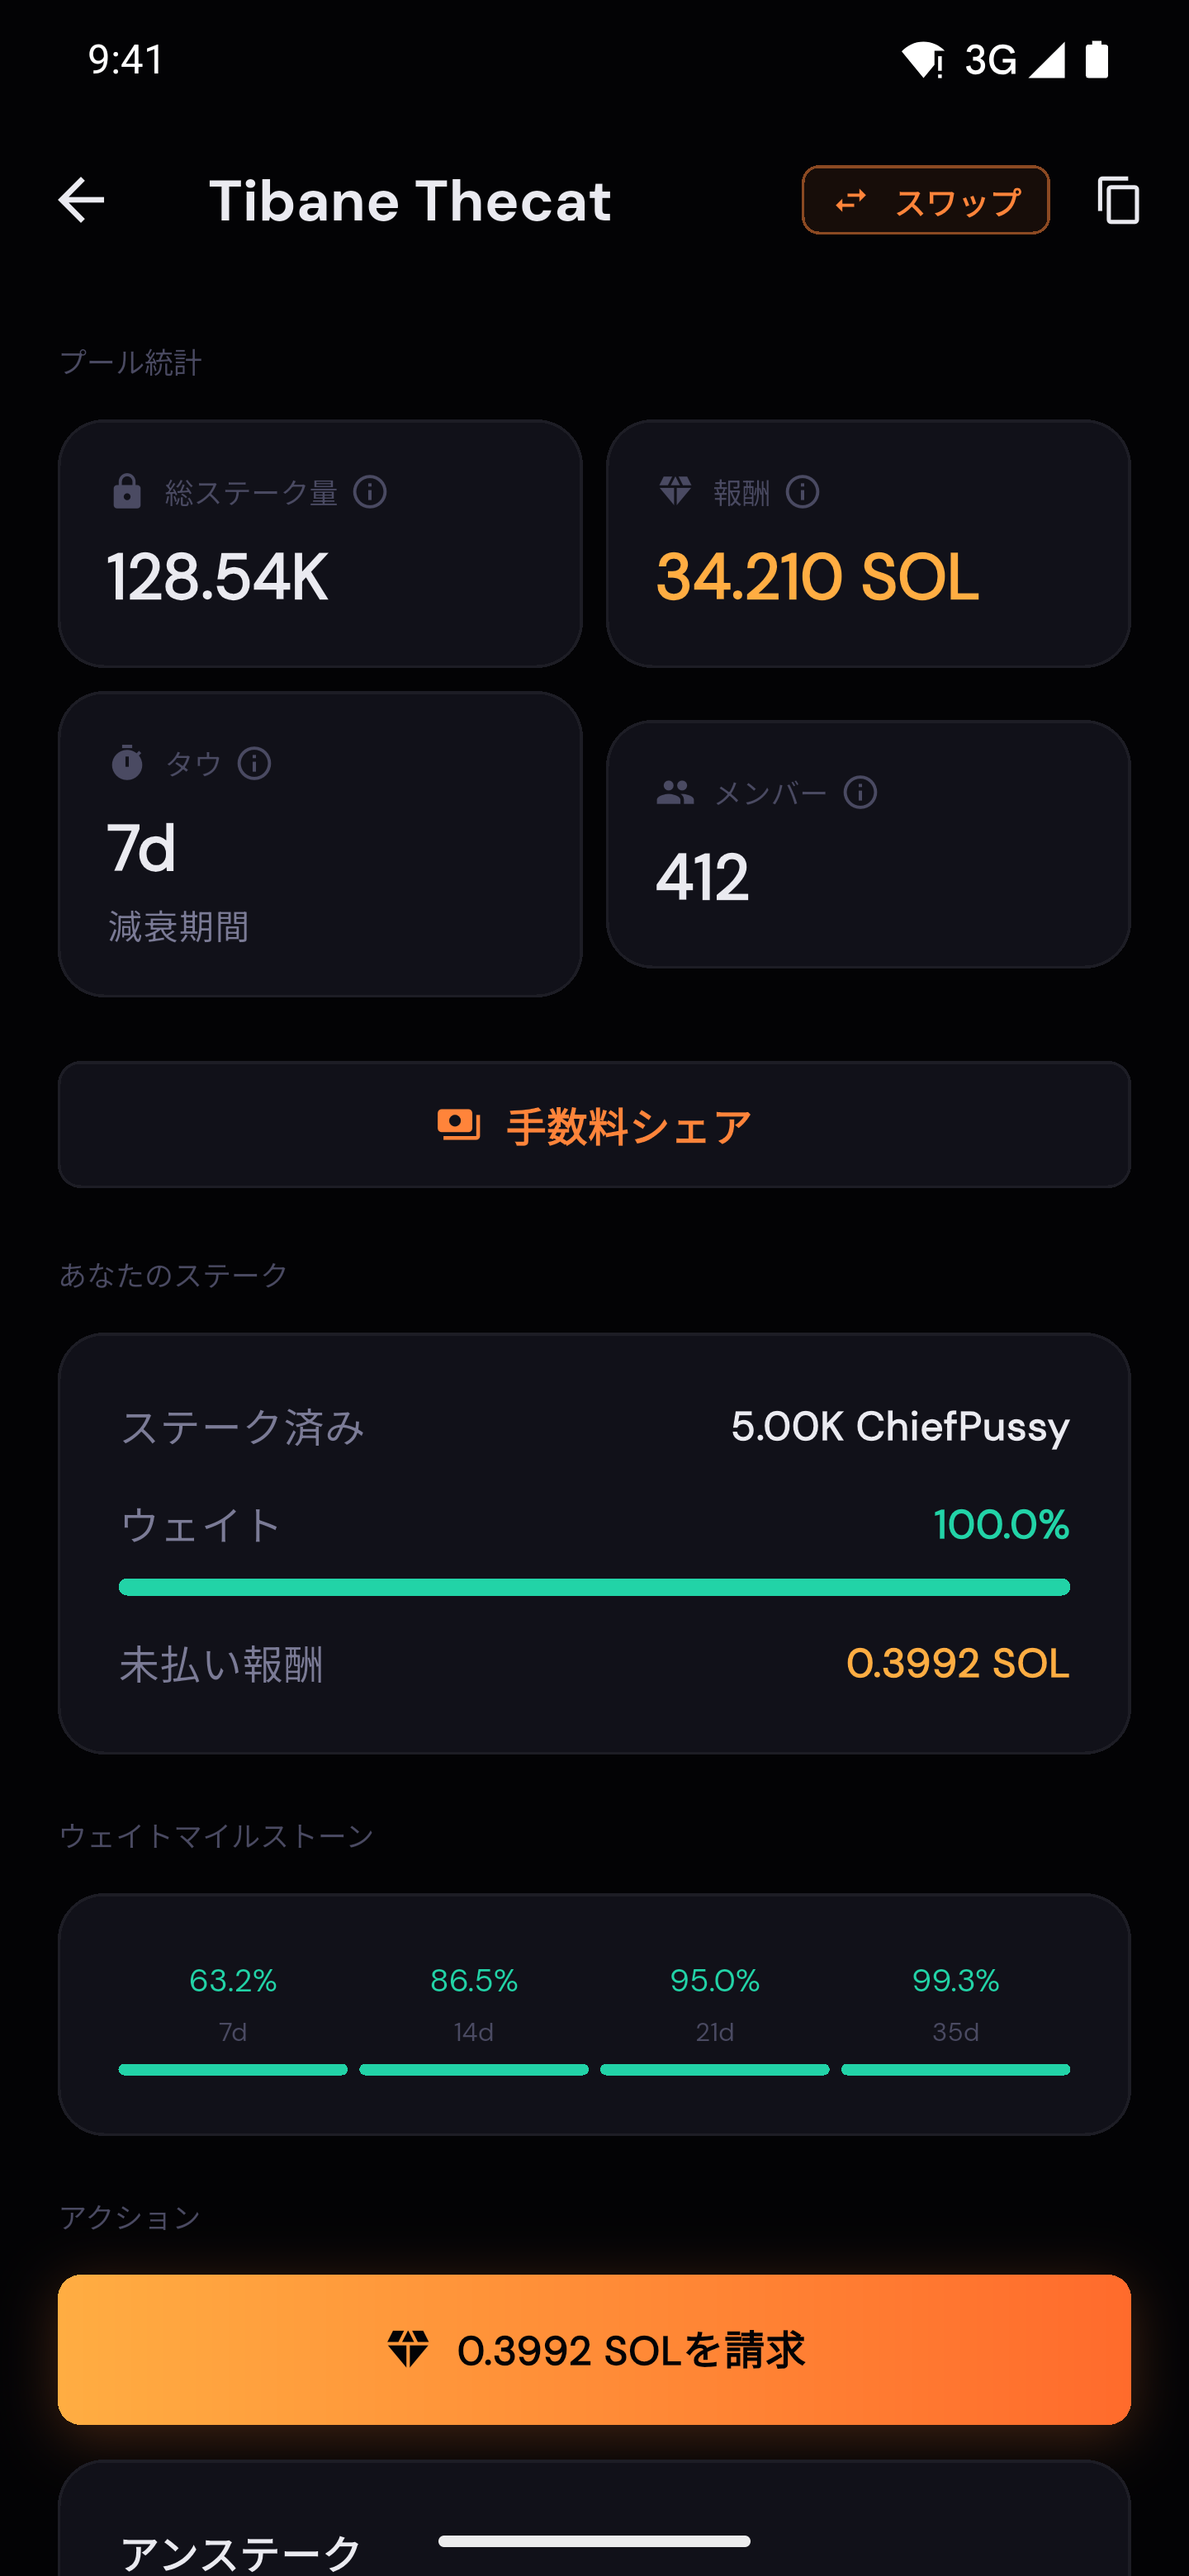 9:41
3G
Tibane Thecat
スワップ
プール統計
総ステーク量
128.54K
報酬
34.210 SOL
タウ
7d
減衰期間
メンバー
412
手数料シェア
あなたのステーク
ステーク済み
5.00K ChiefPussy
ウェイト
100.0%
未払い報酬
0.3992 SOL
ウェイトマイルストーン
63.2%
7d
86.5%
14d
95.0%
21d
99.3%
35d
アクション
0.3992 SOLを請求
アンステーク